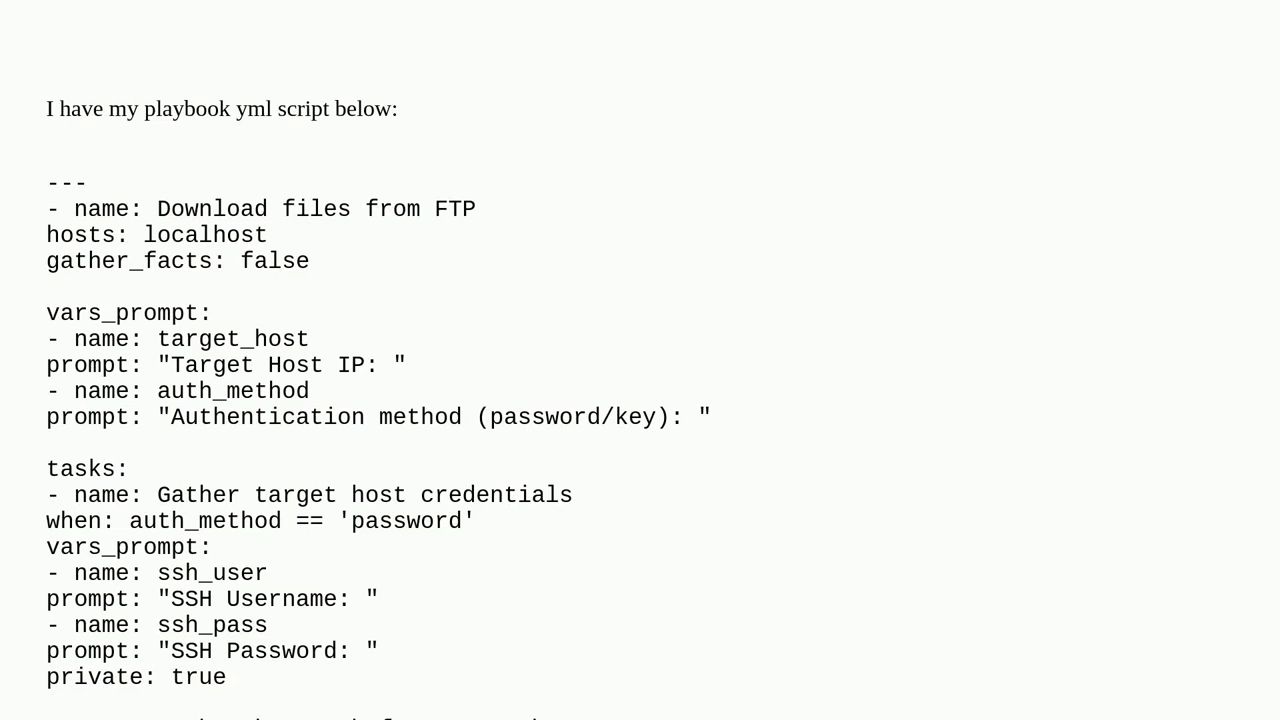 I have my playbook yml script below:
---
- name: Download files from FTP
hosts: localhost
gather_facts: false
vars_prompt:
- name: target_host
prompt: "Target Host IP: "
- name: auth_method
prompt: "Authentication method (password/key): "
tasks:
- name: Gather target host credentials
when: auth_method == 'password'
vars_prompt:
- name: ssh_user
prompt: "SSH Username: "
- name: ssh_pass
prompt: "SSH Password: "
private: true